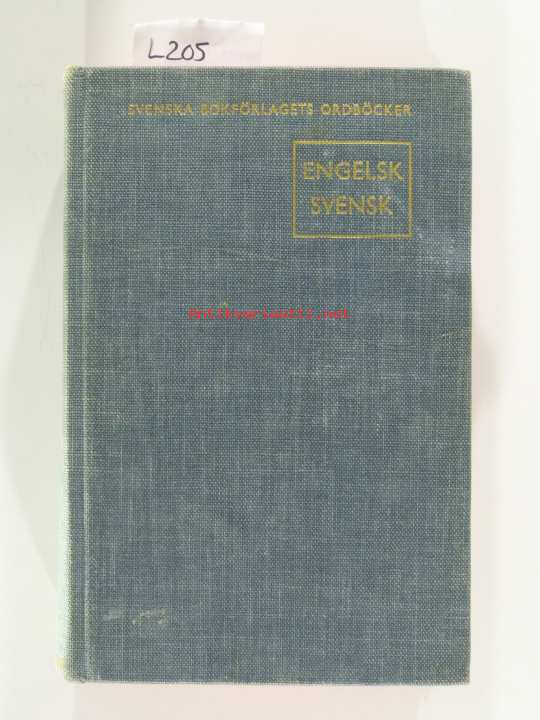 L205
SVENSKA BOKFÖRLAGETS ORDBÖCKER
ENGELSK
SVENSK
Antikvariaatti.net